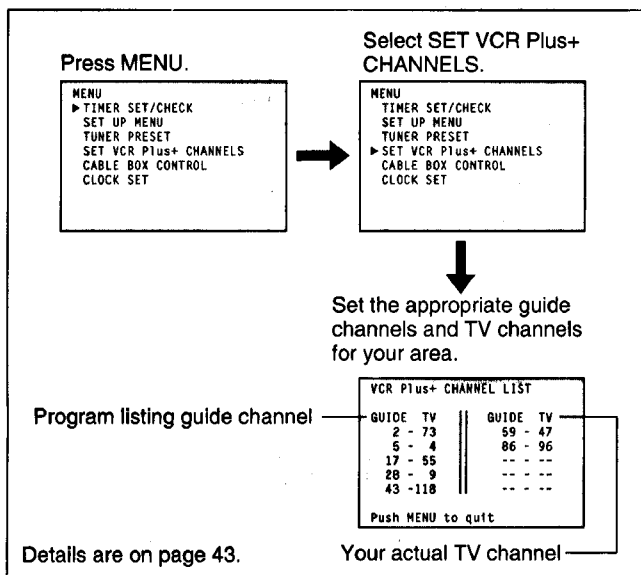 Press MENU.
MENU
▶ TIMER SET/CHECK
SET UP MENU
TUNER PRESET
SET VCR Plus+ CHANNELS
CABLE BOX CONTROL
CLOCK SET
Select SET VCR Plus+
CHANNELS.
MENU
TIMER SET/CHECK
SET UP MENU
TUNER PRESET
▶ SET VCR Plus+ CHANNELS
CABLE BOX CONTROL
CLOCK SET
Set the appropriate guide
channels and TV channels
for your area.
Program listing guide channel
VCR Plus+ CHANNEL LIST
GUIDE TV || GUIDE TV
2 - 73 || 59 - 47
5 - 4 || 86 - 96
17 - 55 || -- - --
28 - 9 || -- - --
43 -118 || -- - --
Push MENU to quit
Your actual TV channel
Details are on page 43.